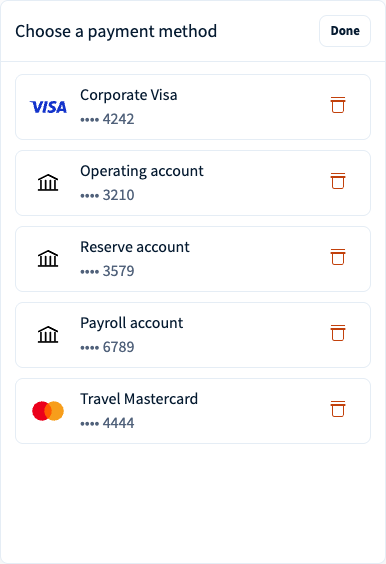 Choose a payment method
Done
VISA
Corporate Visa
•••• 4242
Operating account
•••• 3210
Reserve account
•••• 3579
Payroll account
•••• 6789
Travel Mastercard
•••• 4444